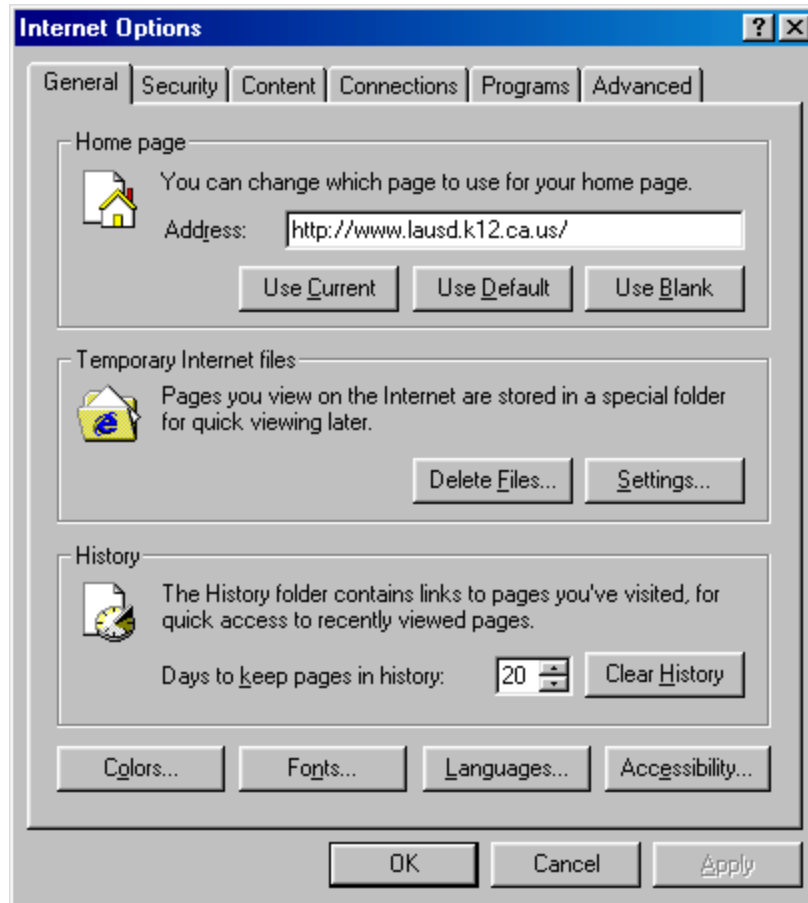 Internet Options
General Security Content Connections Programs Advanced
Home page
You can change which page to use for your home page.
Address: http://www.lausd.k12.ca.us/
Use Current Use Default Use Blank
Temporary Internet files
Pages you view on the Internet are stored in a special folder
for quick viewing later.
Delete Files... Settings...
History
The History folder contains links to pages you've visited, for
quick access to recently viewed pages.
Days to keep pages in history: 20 Clear History
Colors... Fonts... Languages... Accessibility...
OK Cancel Apply